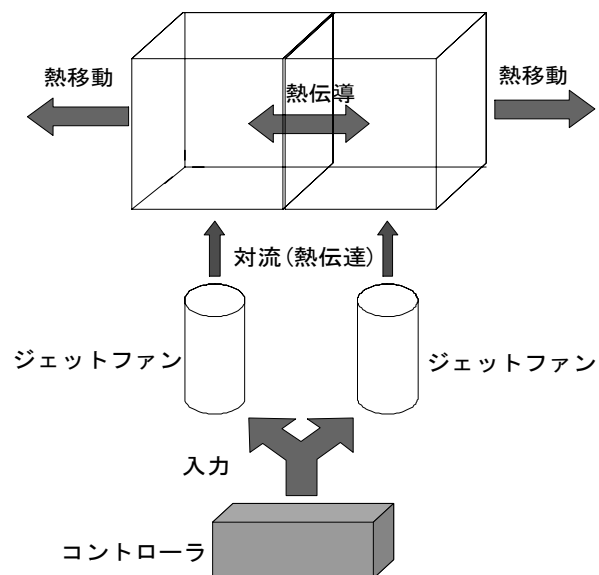 熱移動
熱移動
熱伝導
対流(熱伝達)
ジェットファン
ジェットファン
入力
コントローラ